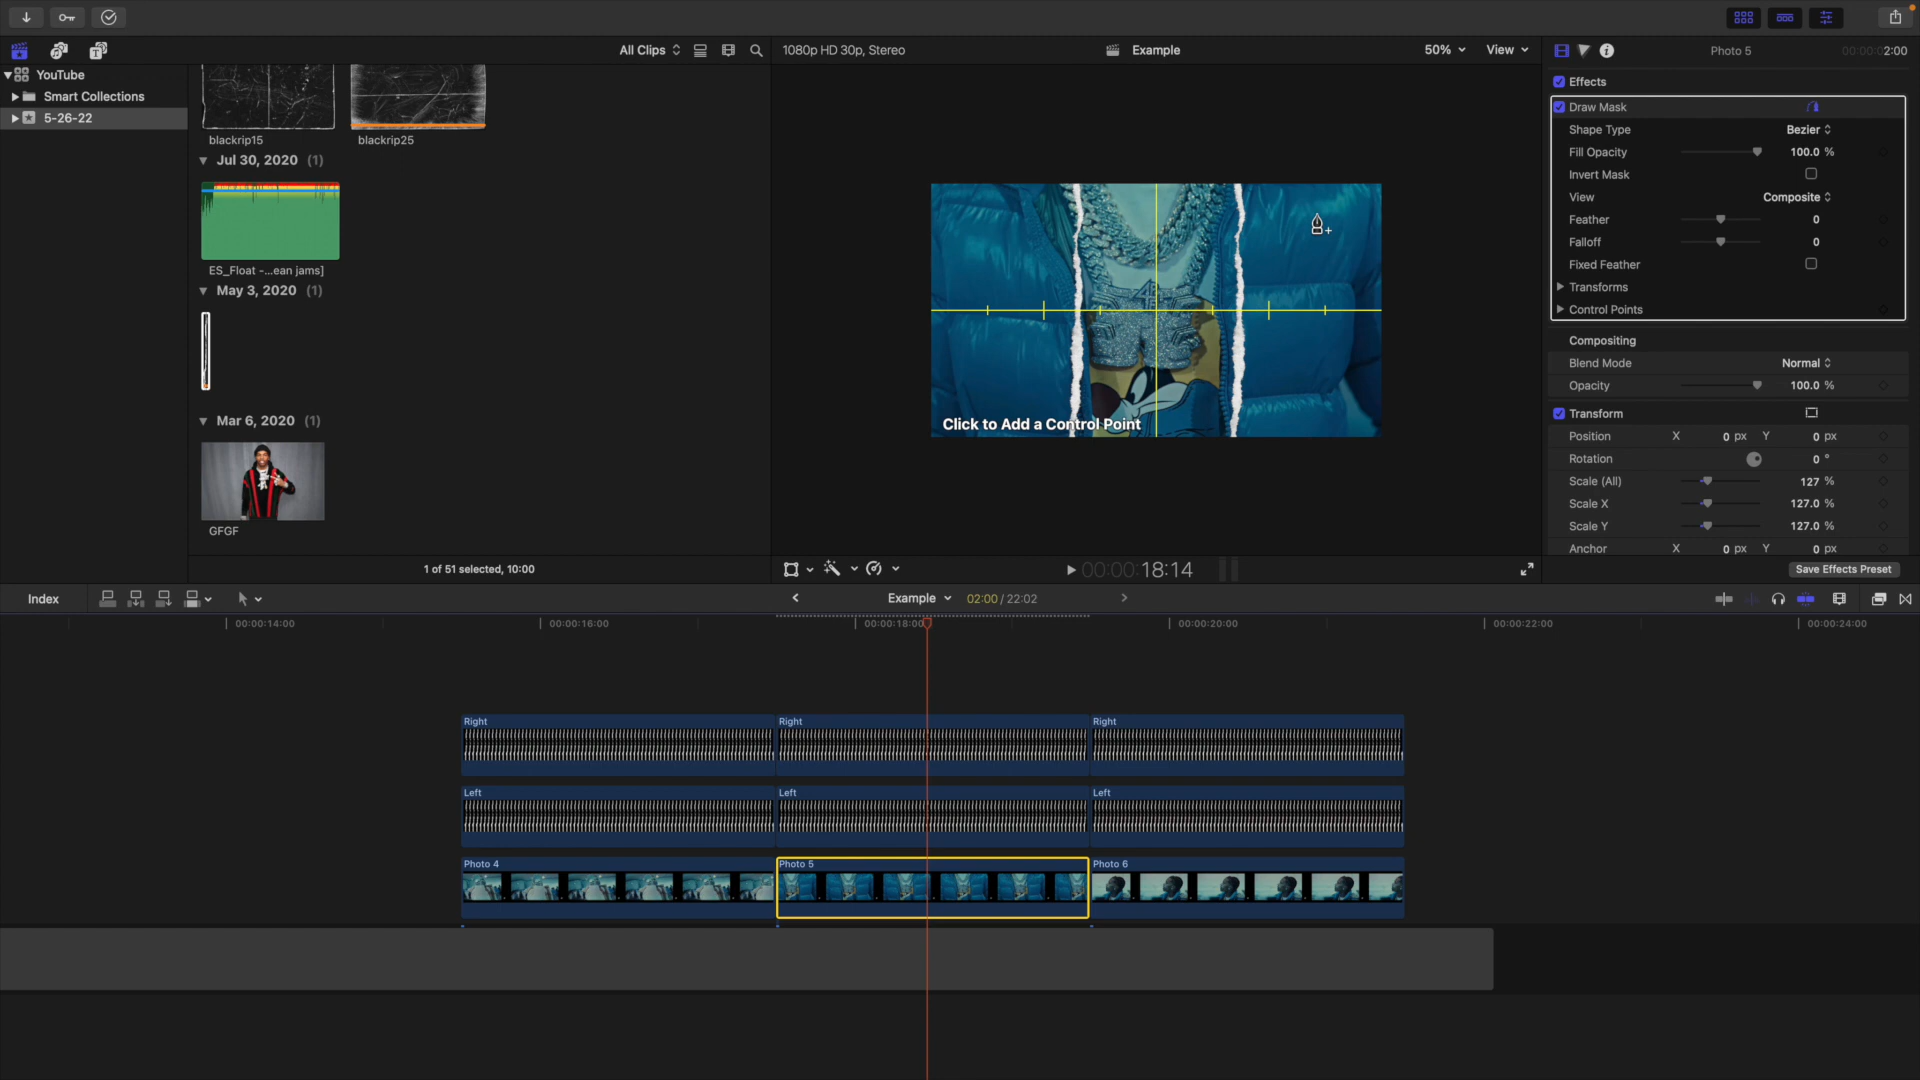 All Clips
1080p HD 30p, Stereo
Example
50%
View
Photo 5
00:00:02:00
YouTube
Smart Collections
5-26-22
blackrip15
blackrip25
Jul 30, 2020 (1)
ES_Float -...ean jams]
May 3, 2020 (1)
Mar 6, 2020 (1)
GFGF
1 of 51 selected, 10:00
Click to Add a Control Point
00:00:18:14
Effects
Draw Mask
Shape Type Bezier
Fill Opacity 100.0 %
Invert Mask
View Composite
Feather 0
Falloff 0
Fixed Feather
Transforms
Control Points
Compositing
Blend Mode Normal
Opacity 100.0 %
Transform
Position X 0 px Y 0 px
Rotation 0 °
Scale (All) 127 %
Scale X 127.0 %
Scale Y 127.0 %
Anchor X 0 px Y 0 px
Save Effects Preset
Index
Example 02:00 / 22:02
00:00:14:00 00:00:16:00 00:00:18:00 00:00:20:00 00:00:22:00 00:00:24:00
Right Right Right
Left Left Left
Photo 4 Photo 5 Photo 6